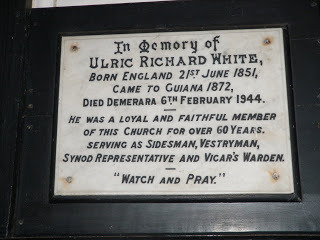 In Memory of
Ulric Richard White,
Born England 21st June 1851,
Came to Guiana 1872,
Died Demerara 6th February 1944.
He was a loyal and faithful member
of this Church for over 60 Years.
serving as Sidesman, Vestryman,
Synod Representative and Vicar's Warden.
"Watch and Pray."